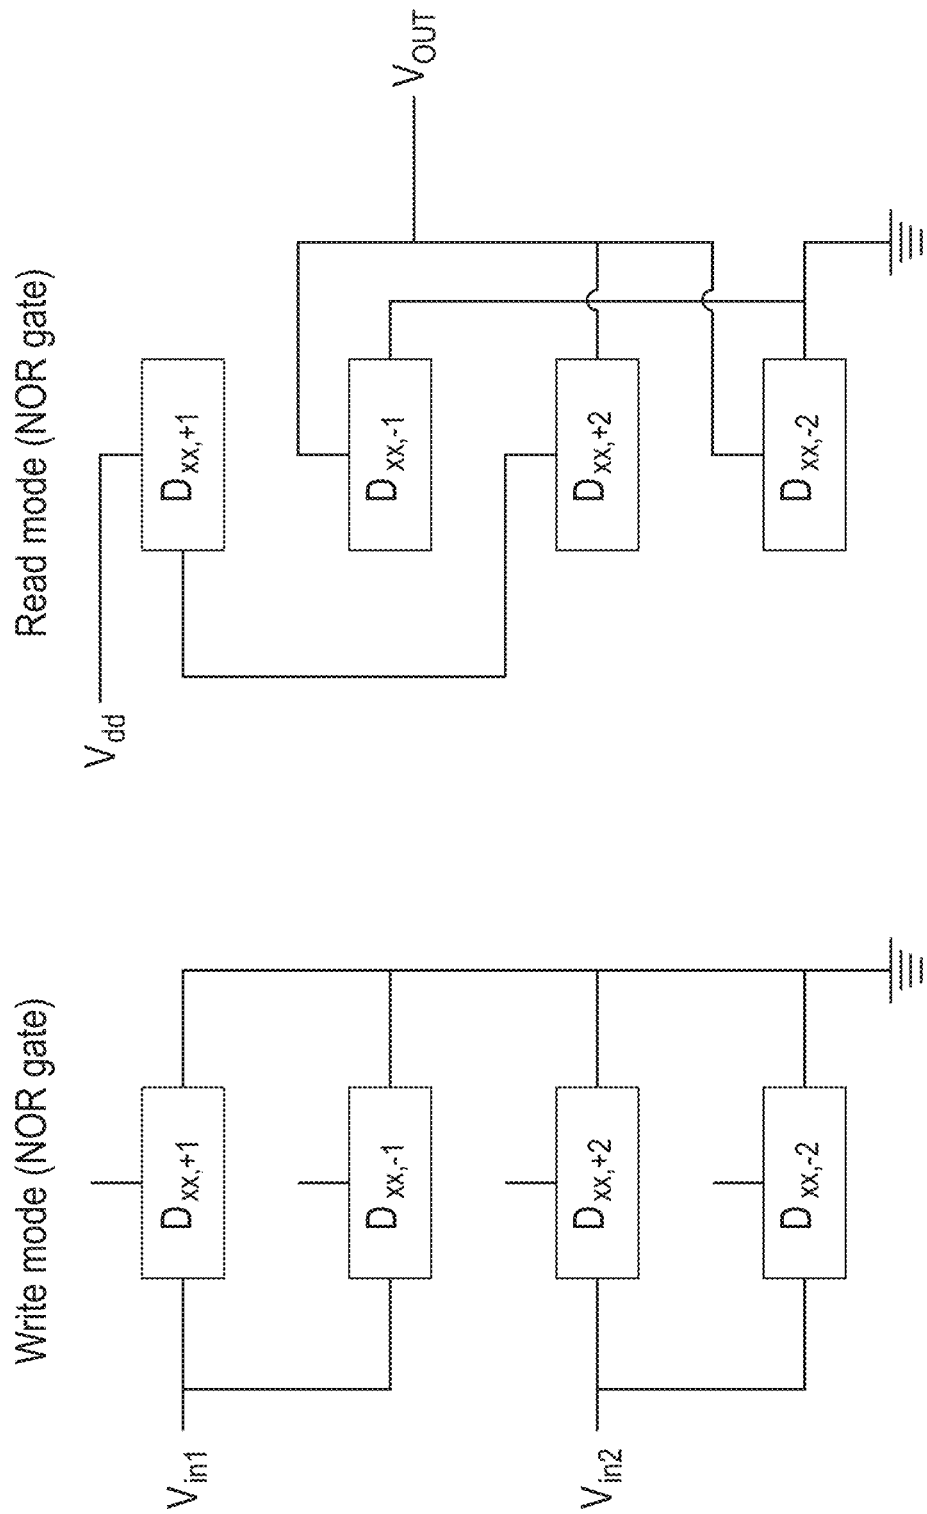 Write mode (NOR gate)
V_in1
D_xx,+1
D_xx,-1
V_in2
D_xx,+2
D_xx,-2
Read mode (NOR gate)
V_dd
D_xx,+1
D_xx,-1
V_OUT
D_xx,+2
D_xx,-2